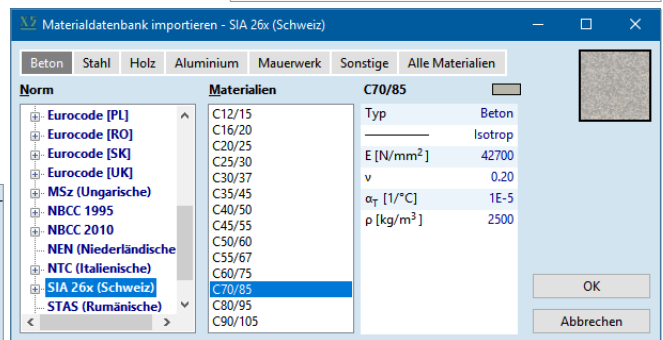 Materialdatenbank importieren - SIA 26x (Schweiz)
Beton Stahl Holz Aluminium Mauerwerk Sonstige Alle Materialien
Norm
Eurocode [PL]
Eurocode [RO]
Eurocode [SK]
Eurocode [UK]
MSz (Ungarische)
NBCC 1995
NBCC 2010
NEN (Niederländische
NTC (Italienische)
SIA 26x (Schweiz)
STAS (Rumänische)
Materialien
C12/15
C16/20
C20/25
C25/30
C30/37
C35/45
C40/50
C45/55
C50/60
C55/67
C60/75
C70/85
C80/95
C90/105
C70/85
Typ Beton
Isotrop
E [N/mm²] 42700
ν 0.20
αT [1/°C] 1E-5
ρ [kg/m³] 2500
OK
Abbrechen